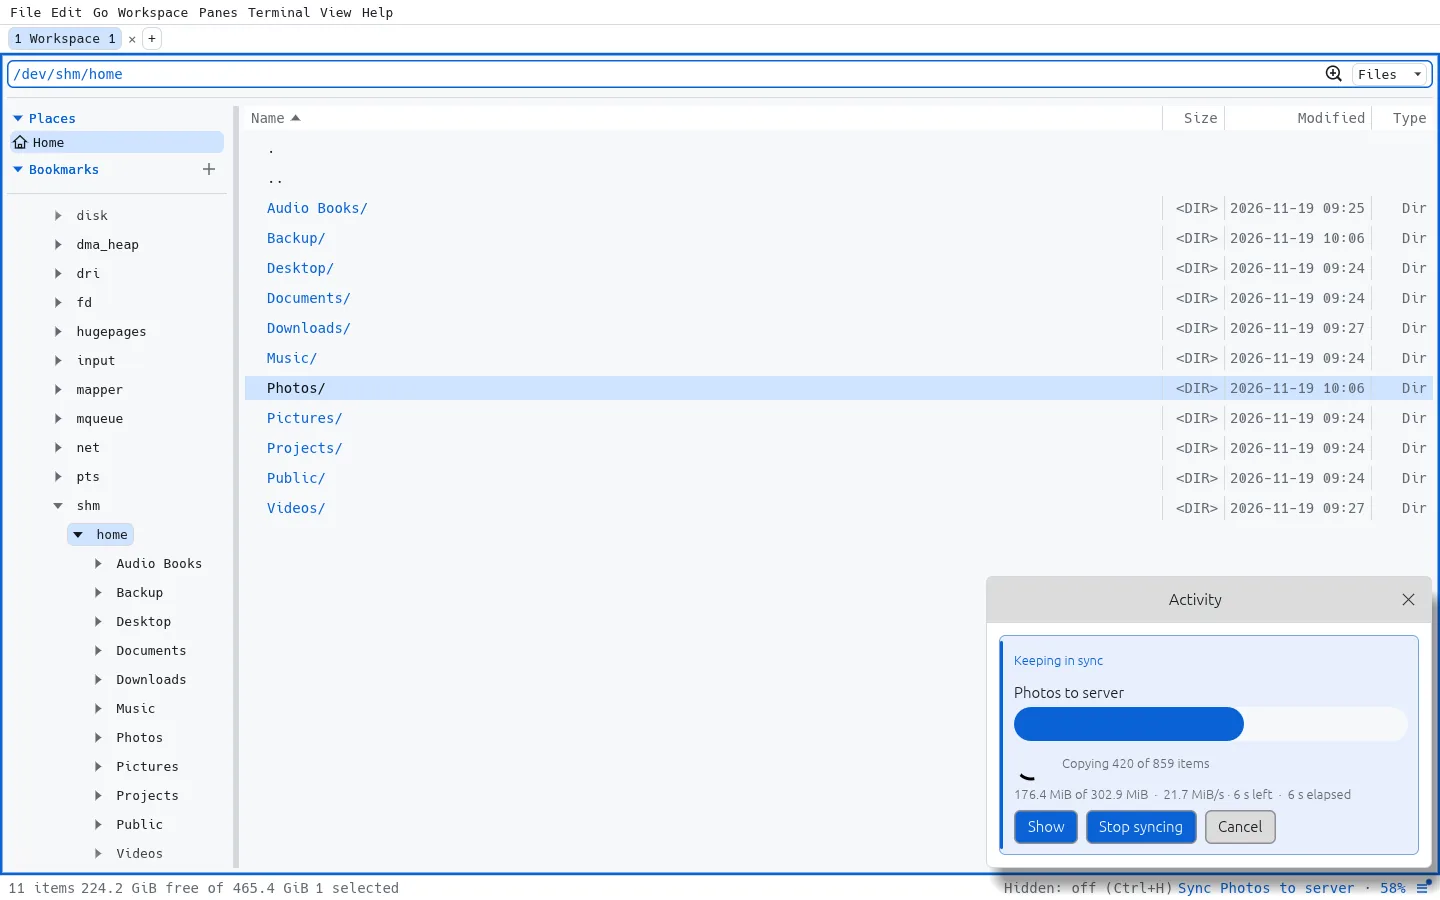 File Edit Go Workspace Panes Terminal View Help
1 Workspace 1 × +
/dev/shm/home
Files
Places
Home
Bookmarks
disk
dma_heap
dri
fd
hugepages
input
mapper
mqueue
net
pts
shm
home
Audio Books
Backup
Desktop
Documents
Downloads
Music
Photos
Pictures
Projects
Public
Videos
Name Size Modified Type
.
..
Audio Books/ <DIR> 2026-11-19 09:25 Dir
Backup/ <DIR> 2026-11-19 10:06 Dir
Desktop/ <DIR> 2026-11-19 09:24 Dir
Documents/ <DIR> 2026-11-19 09:24 Dir
Downloads/ <DIR> 2026-11-19 09:27 Dir
Music/ <DIR> 2026-11-19 09:24 Dir
Photos/ <DIR> 2026-11-19 10:06 Dir
Pictures/ <DIR> 2026-11-19 09:24 Dir
Projects/ <DIR> 2026-11-19 09:24 Dir
Public/ <DIR> 2026-11-19 09:24 Dir
Videos/ <DIR> 2026-11-19 09:27 Dir
Activity
Keeping in sync
Photos to server
Copying 420 of 859 items
176.4 MiB of 302.9 MiB · 21.7 MiB/s · 6 s left · 6 s elapsed
Show Stop syncing Cancel
11 items 224.2 GiB free of 465.4 GiB 1 selected
Hidden: off (Ctrl+H) Sync Photos to server · 58%